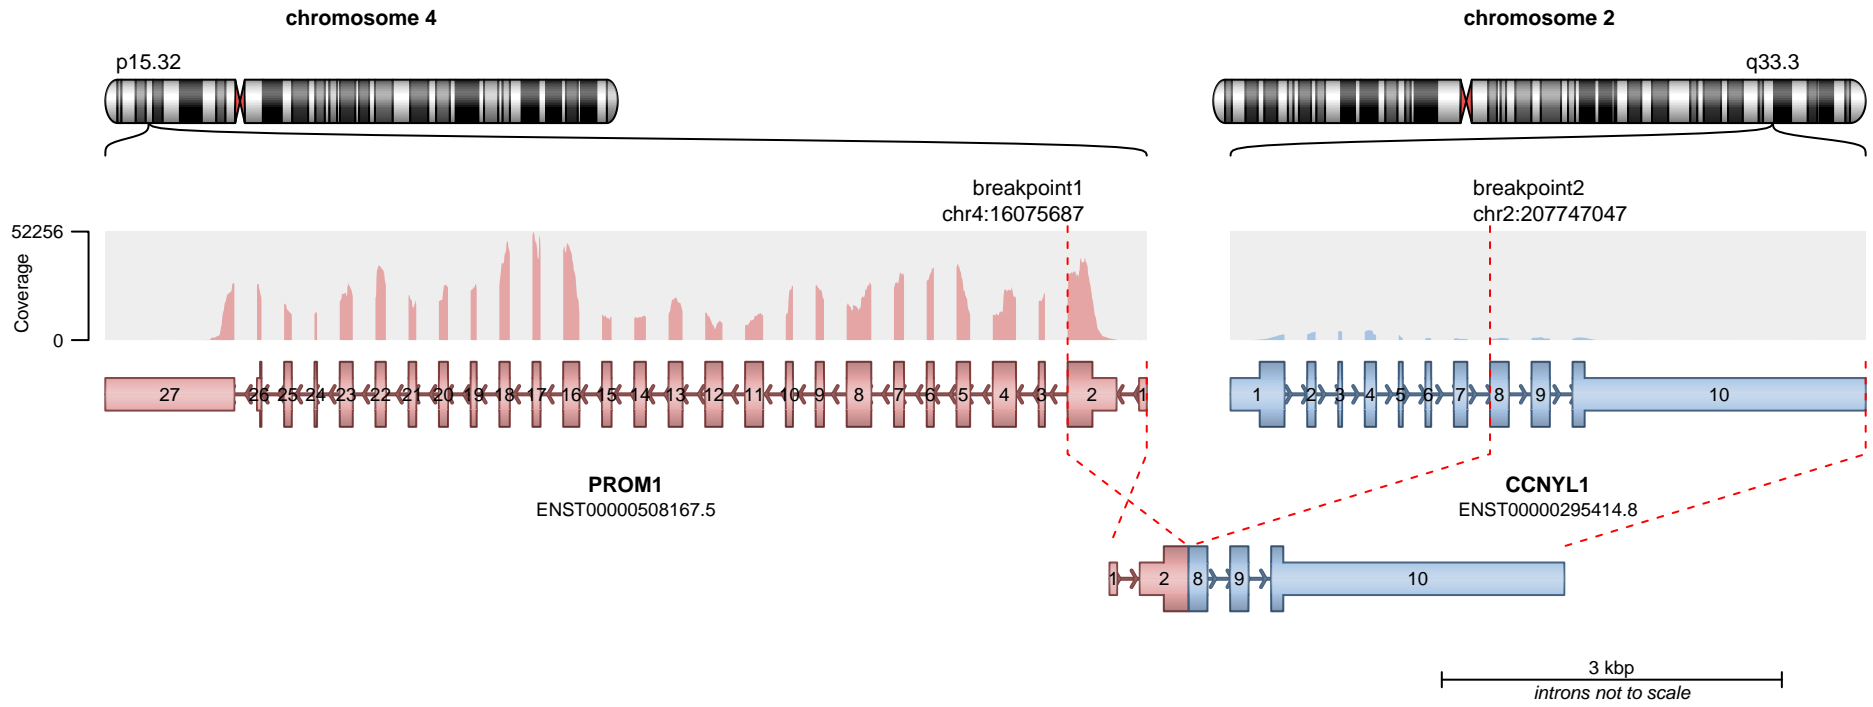 chromosome 4
chromosome 2
p15.32
q33.3
breakpoint1
chr4:16075687
breakpoint2
chr2:207747047
52256
Coverage
0
27 26 25 24 23 22 21 20 19 18 17 16 15 14 13 12 11 10 9 8 7 6 5 4 3 2 1
1 2 3 4 5 6 7 8 9 10
PROM1
ENST00000508167.5
CCNYL1
ENST00000295414.8
1 2 8 9 10
3 kbp
introns not to scale